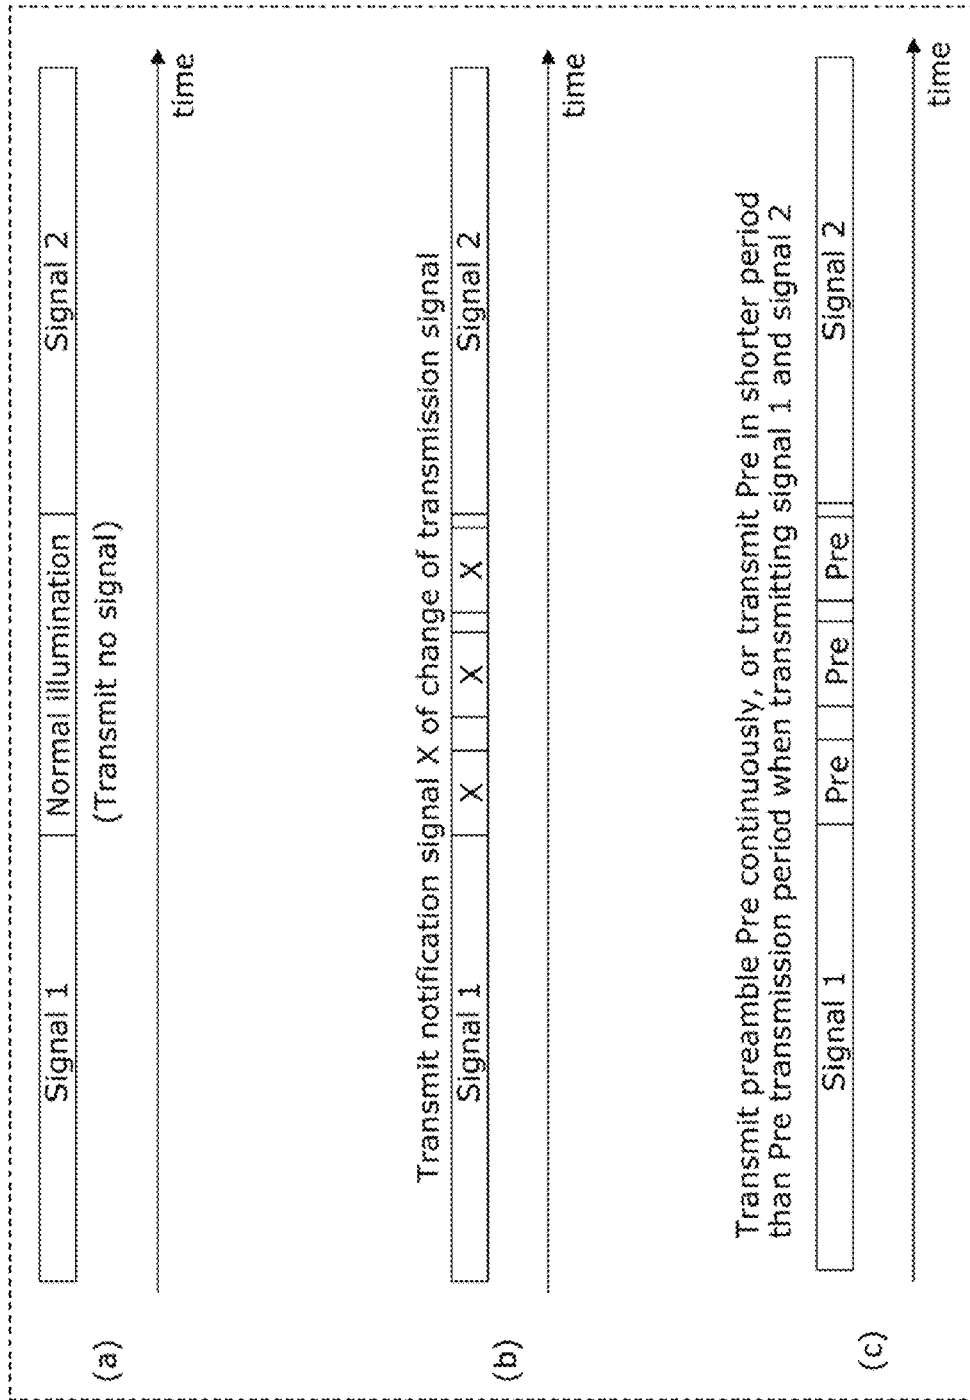 (a)
Signal 1
Normal illumination
Signal 2
(Transmit no signal)
time
(b)
Transmit notification signal X of change of transmission signal
Signal 1
X
X
X
Signal 2
time
(c)
Transmit preamble Pre continuously, or transmit Pre in shorter period
than Pre transmission period when transmitting signal 1 and signal 2
Signal 1
Pre
Pre
Pre
Signal 2
time